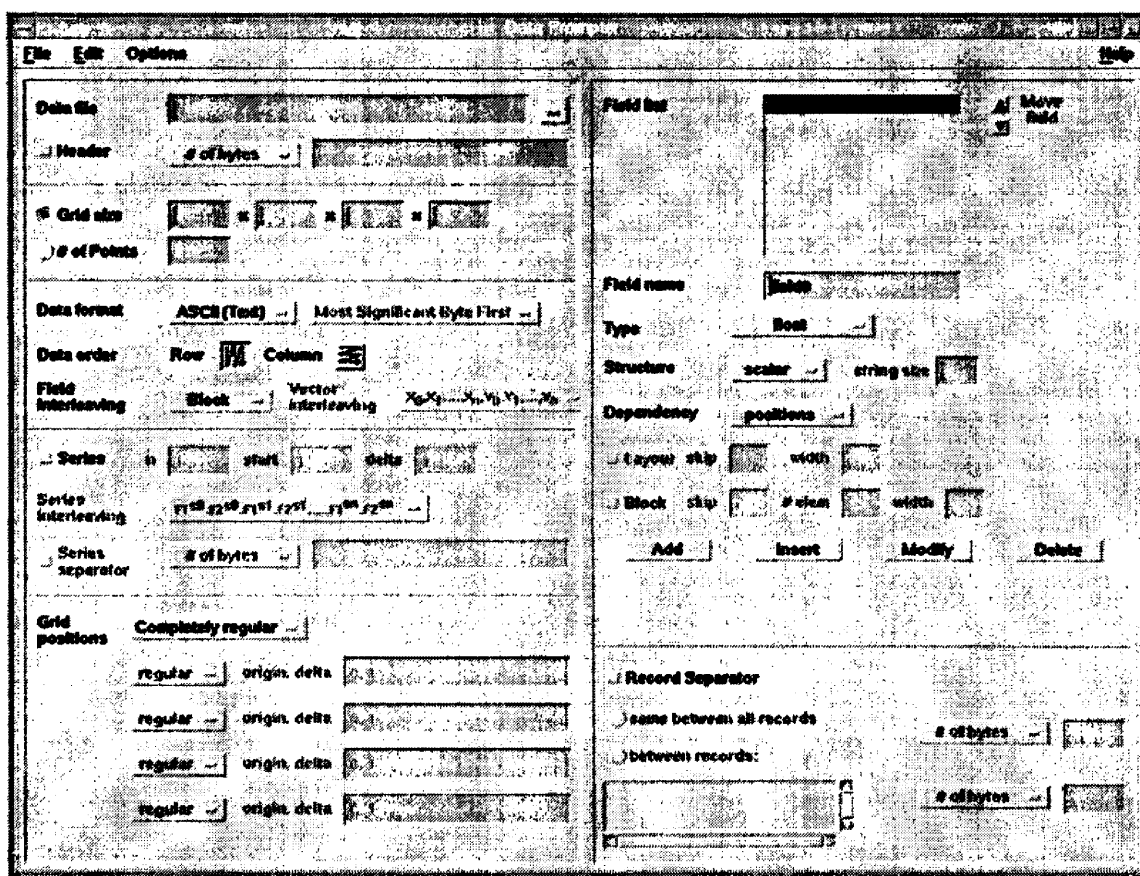 File Edit Options Help
Data file
Header # of bytes
Grid size x x x
# of Points
Data format ASCII (Text) Most Significant Byte First
Data order Row Column
Field Interleaving Block Vector interleaving
Series n start delta
Series interleaving
Series separator # of bytes
Grid positions Completely regular
regular origin, delta
regular origin, delta
regular origin, delta
regular origin, delta
Field list Move field
Field name field0
Type float
Structure scalar string size
Dependency positions
Layout skip width
Block skip # elem width
Add Insert Modify Delete
Record Separator
same between all records # of bytes
between records:
# of bytes